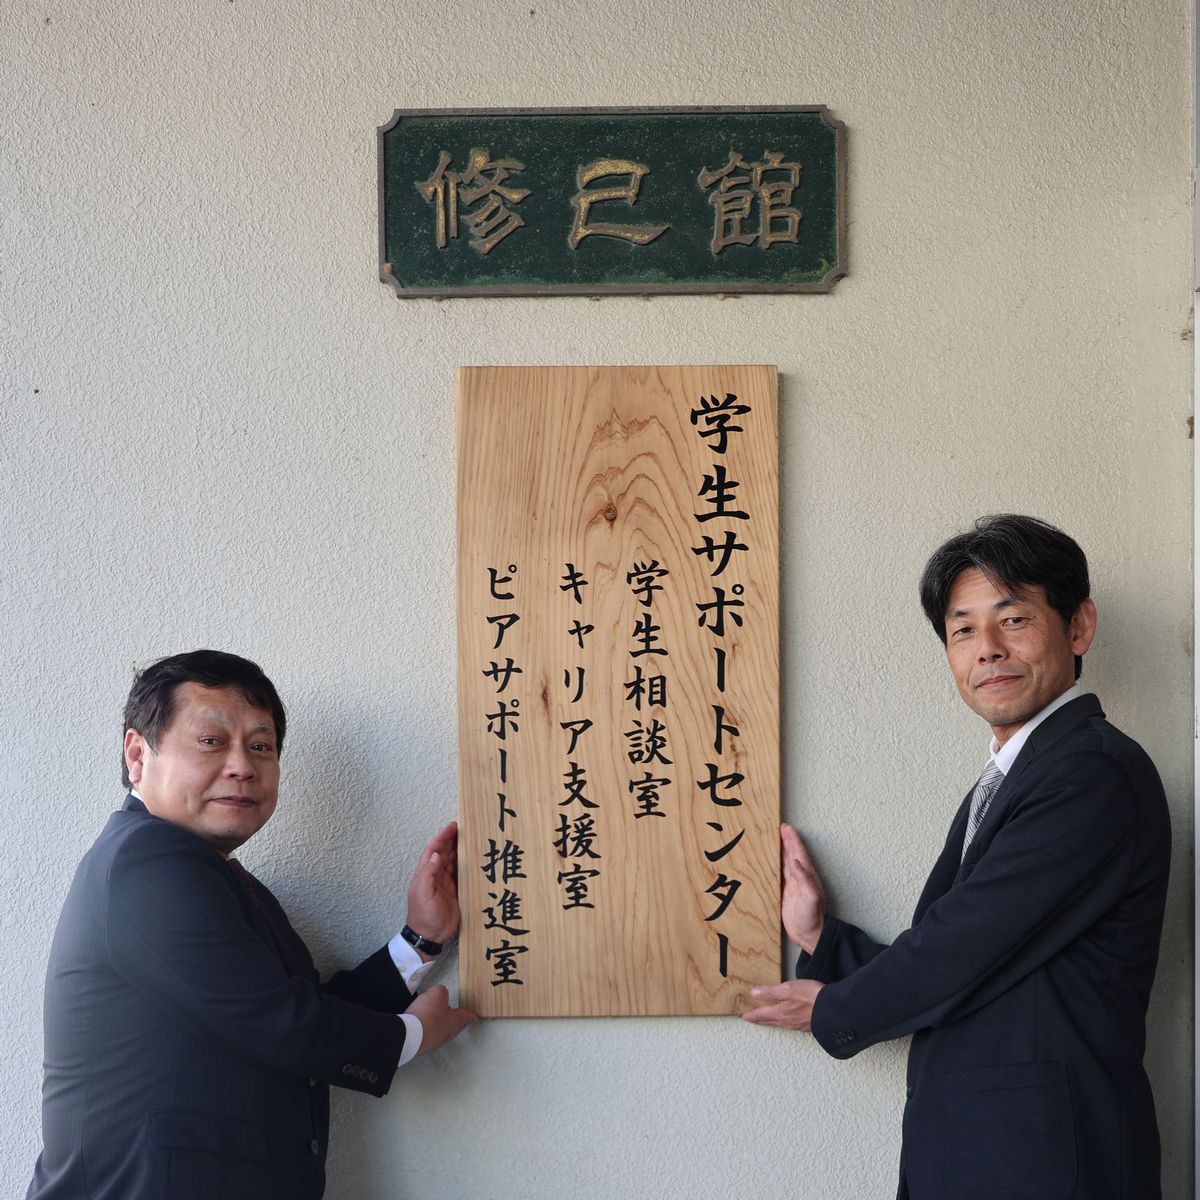 修己館
学生サポートセンター
学生相談室
キャリア支援室
ピアサポート推進室